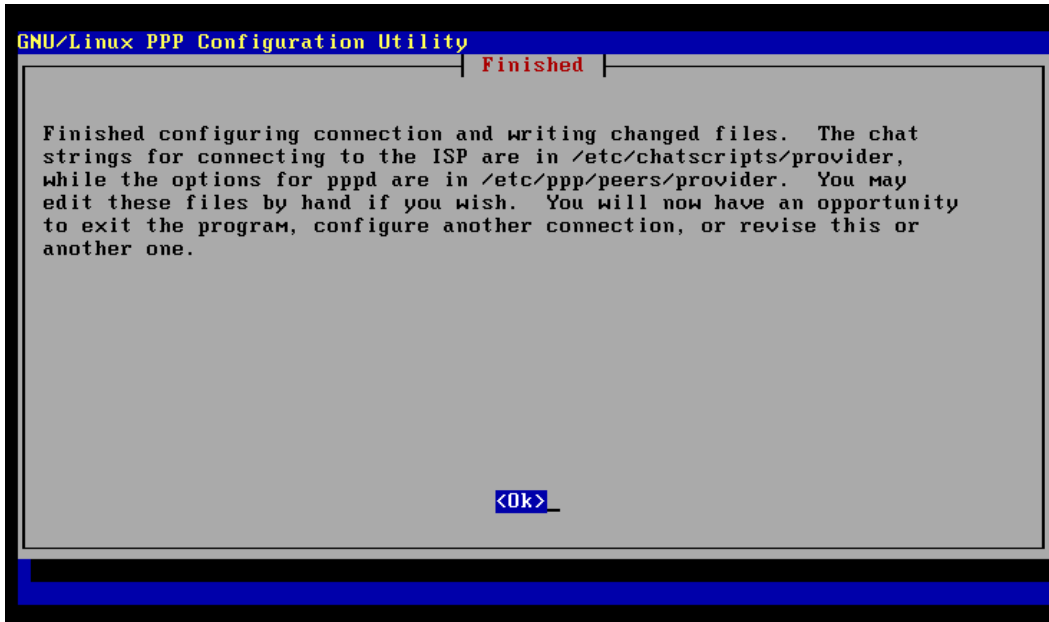 GNU/Linux PPP Configuration Utility
Finished
Finished configuring connection and writing changed files.  The chat
strings for connecting to the ISP are in /etc/chatscripts/provider,
while the options for pppd are in /etc/ppp/peers/provider.  You may
edit these files by hand if you wish.  You will now have an opportunity
to exit the program, configure another connection, or revise this or
another one.
<Ok>